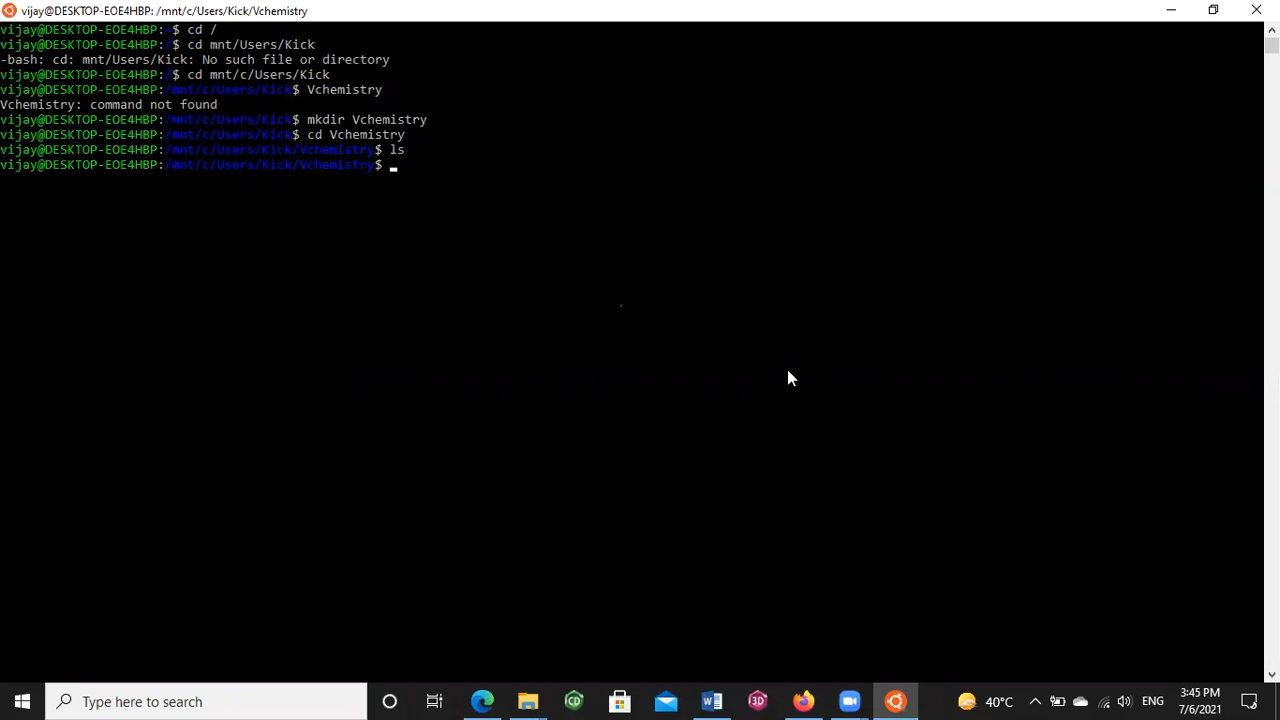 vijay@DESKTOP-EOE4HBP: /mnt/c/Users/Kick/Vchemistry
vijay@DESKTOP-EOE4HBP:~$ cd /
vijay@DESKTOP-EOE4HBP:/$ cd mnt/Users/Kick
-bash: cd: mnt/Users/Kick: No such file or directory
vijay@DESKTOP-EOE4HBP:/$ cd mnt/c/Users/Kick
vijay@DESKTOP-EOE4HBP:/mnt/c/Users/Kick$ Vchemistry
Vchemistry: command not found
vijay@DESKTOP-EOE4HBP:/mnt/c/Users/Kick$ mkdir Vchemistry
vijay@DESKTOP-EOE4HBP:/mnt/c/Users/Kick$ cd Vchemistry
vijay@DESKTOP-EOE4HBP:/mnt/c/Users/Kick/Vchemistry$ ls
vijay@DESKTOP-EOE4HBP:/mnt/c/Users/Kick/Vchemistry$
Type here to search
CD
W
3D
40°C
ENG
3:45 PM
7/6/2021